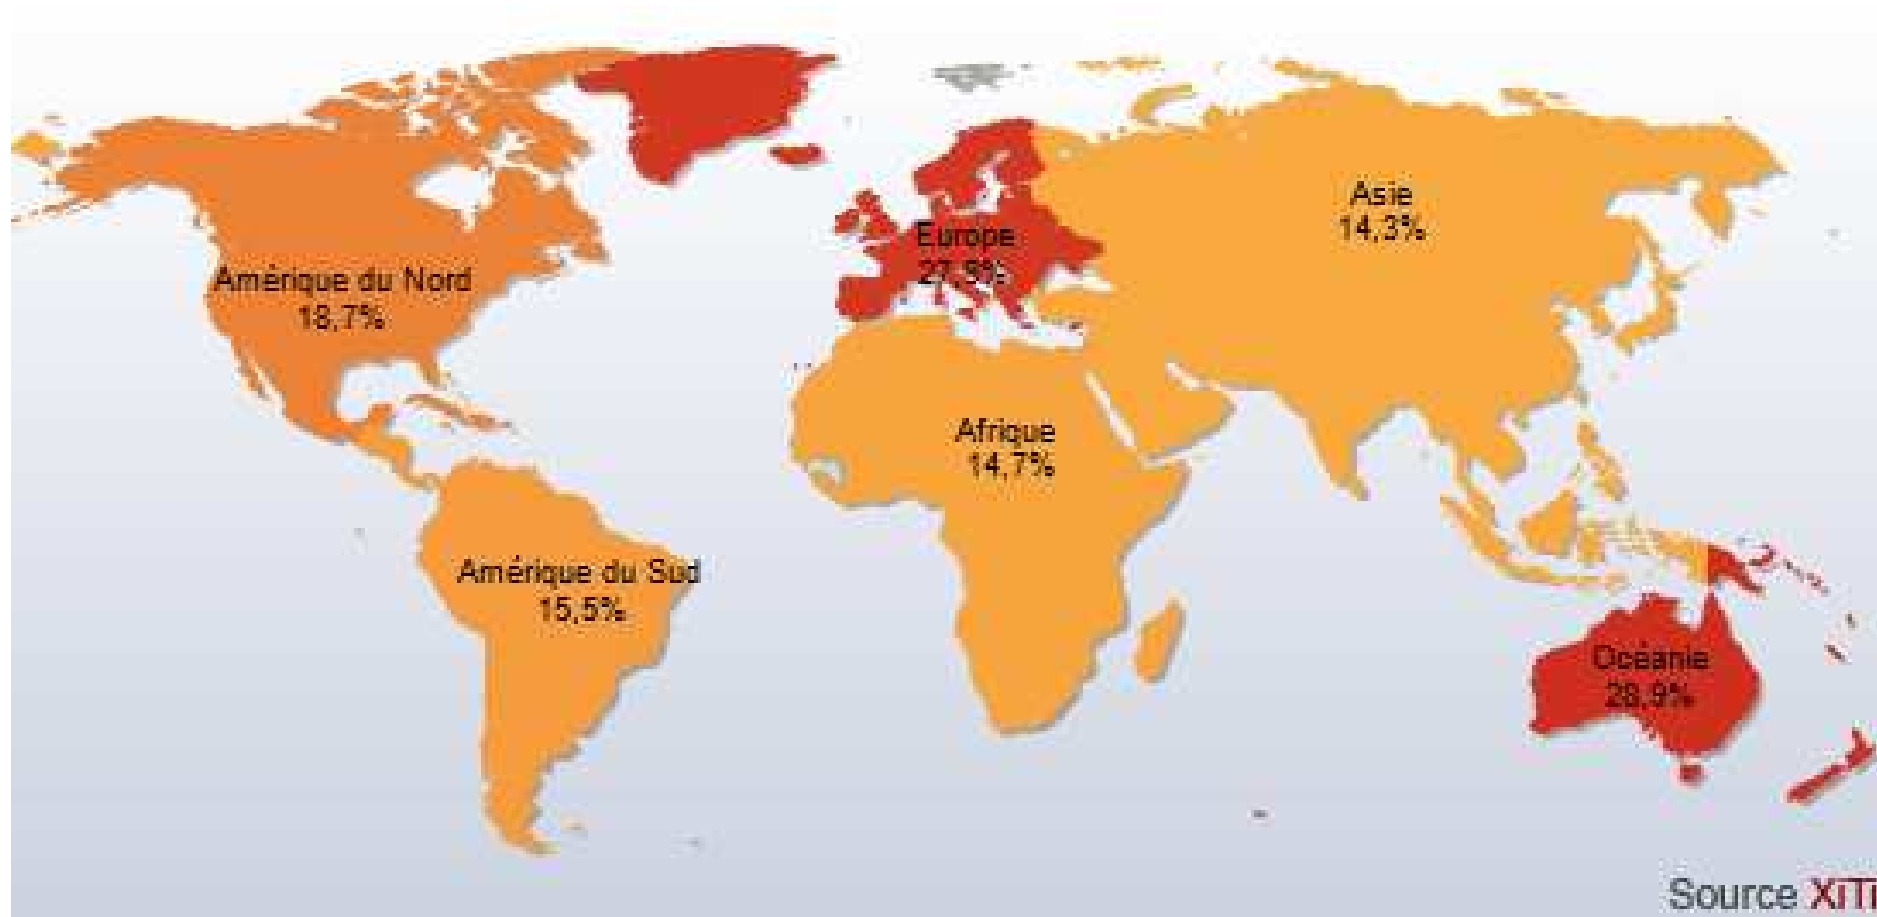 Asie
14,3%
Europe
27,8%
Amérique du Nord
18,7%
Afrique
14,7%
Amérique du Sud
15,5%
Océanie
28,9%
Source XiTi